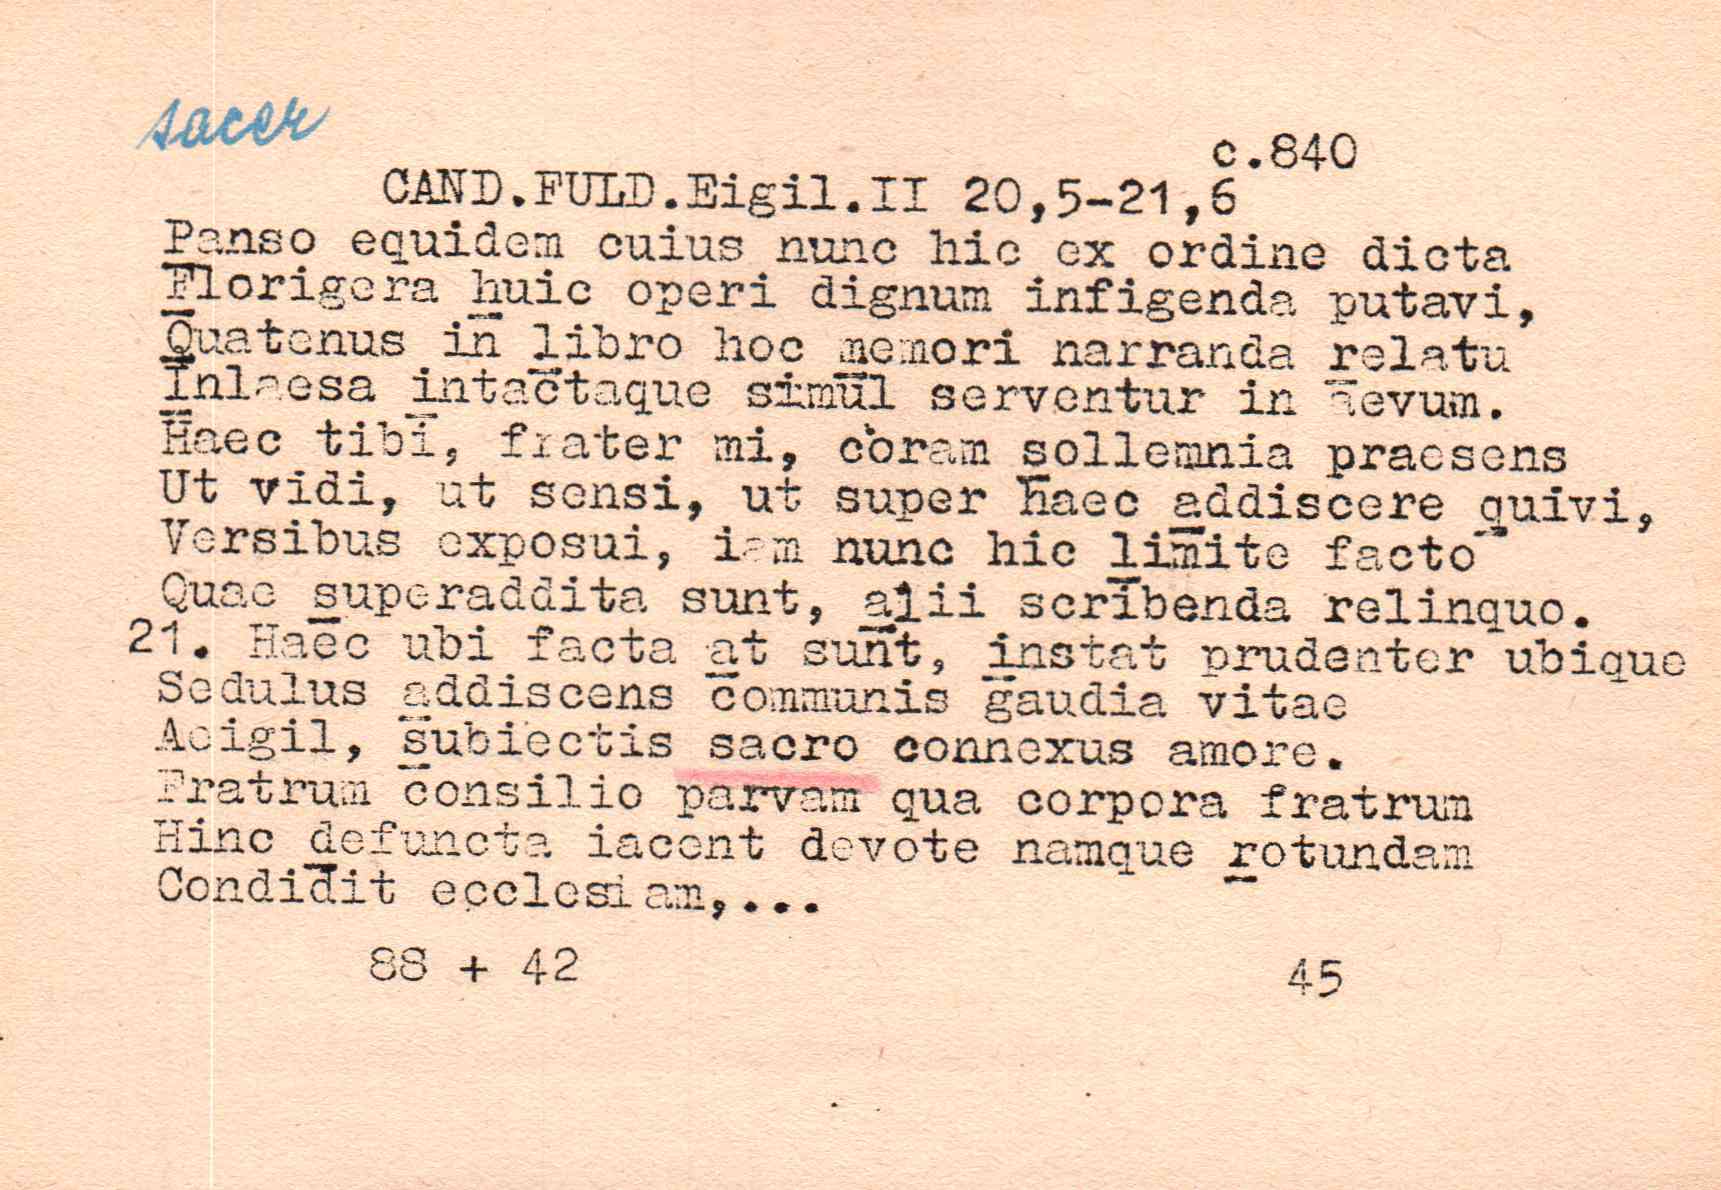 sacer
c.840
CAND.FULD.Eigil.II 20,5-21,6
Panso equidem cuius nunc hic ex ordine dicta
Florigera huic operi dignum infigenda putavi,
Quatenus in libro hoc memori narranda relatu
Inlaesa intactaque simul serventur in aevum.
Haec tibi, frater mi, coram sollemnia praesens
Ut vidi, ut sensi, ut super haec addiscere quivi,
Versibus exposui, iam nunc hic limite facto
Quae superaddita sunt, alii scribenda relinquo.
21. Haec ubi facta at sunt, instat prudenter ubique
Sedulus addiscens communis gaudia vitae
Aeigil, subiectis sacro connexus amore.
Fratrum consilio parvam qua corpora fratrum
Hinc defuncta iacent devote namque rotundam
Condidit ecclesiam,...
88 + 42
45